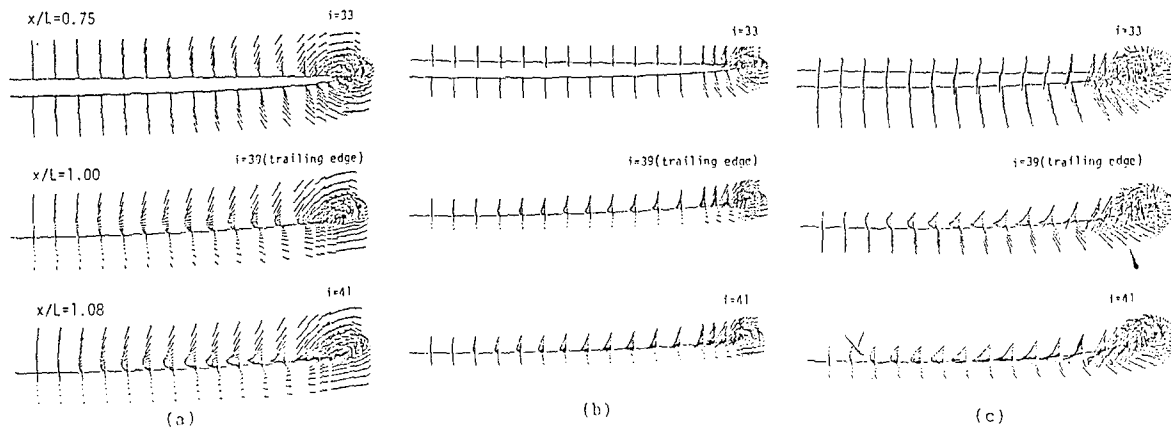 x/L=0.75
i=33
i=33
i=33
x/L=1.00
i=39(trailing edge)
i=39(trailing edge)
i=39(trailing edge)
x/L=1.08
i=41
i=41
i=41
(a)
(b)
(c)